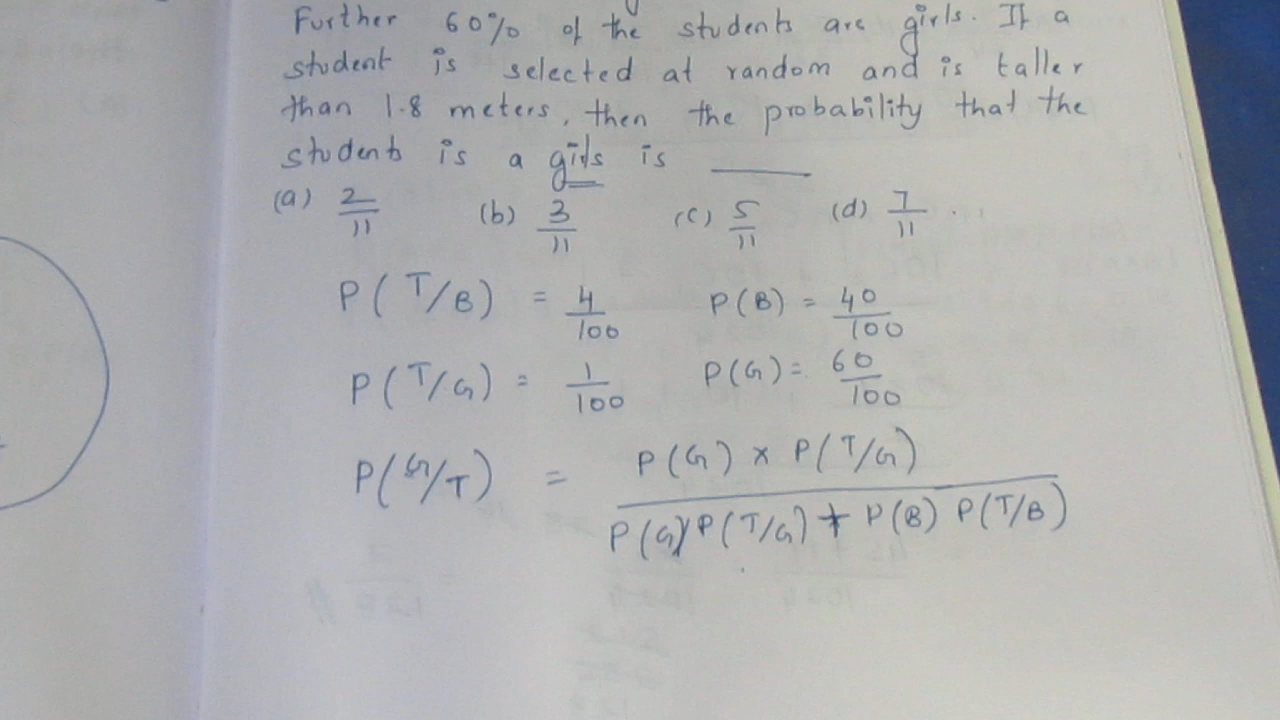 Further 60% of the students are girls. If a
student is selected at random and is taller
than 1.8 meters, then the probability that the
students is a girls is ______
(a) 2/11 (b) 3/11 (c) 5/11 (d) 7/11
P(T/B) = 4/100 P(B) = 40/100
P(T/G) = 1/100 P(G) = 60/100
P(G/T) = P(G) x P(T/G)
P(G) P(T/G) + P(B) P(T/B)